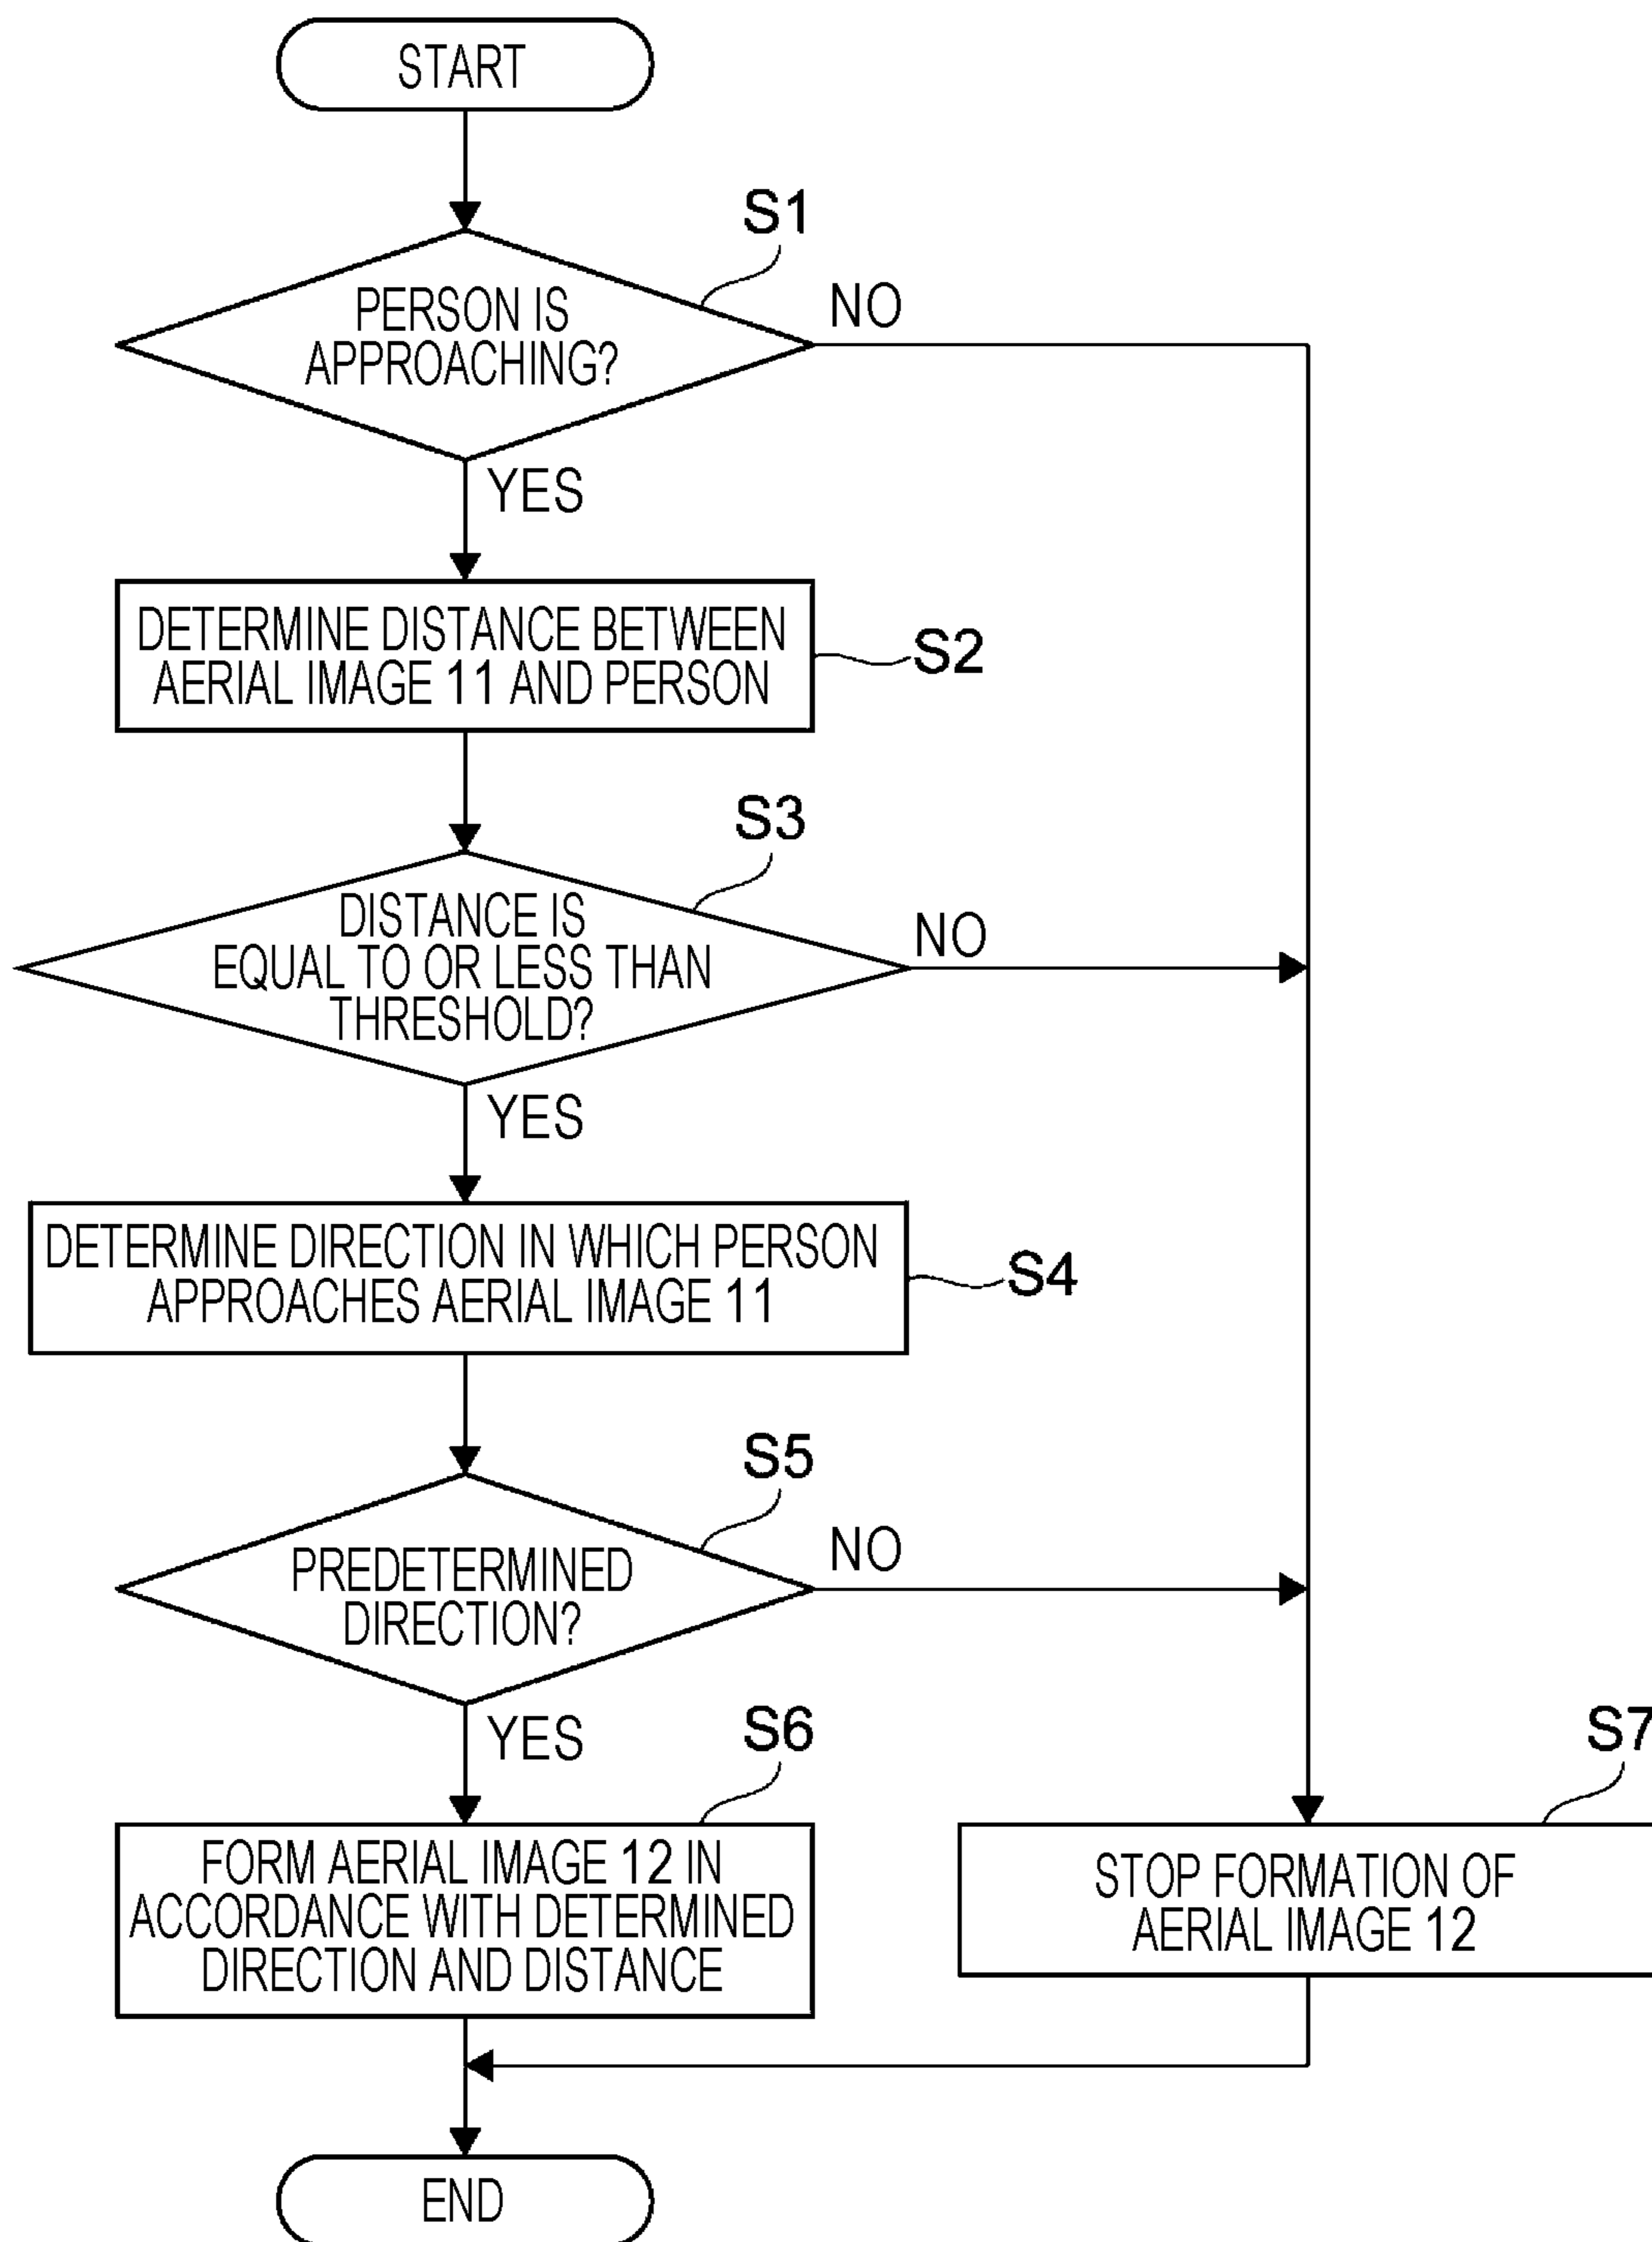 START
S1
PERSON IS
APPROACHING?
NO
YES
DETERMINE DISTANCE BETWEEN
AERIAL IMAGE 11 AND PERSON
S2
S3
DISTANCE IS
EQUAL TO OR LESS THAN
THRESHOLD?
NO
YES
DETERMINE DIRECTION IN WHICH PERSON
APPROACHES AERIAL IMAGE 11
S4
S5
PREDETERMINED
DIRECTION?
NO
YES
S6
FORM AERIAL IMAGE 12 IN
ACCORDANCE WITH DETERMINED
DIRECTION AND DISTANCE
S7
STOP FORMATION OF
AERIAL IMAGE 12
END